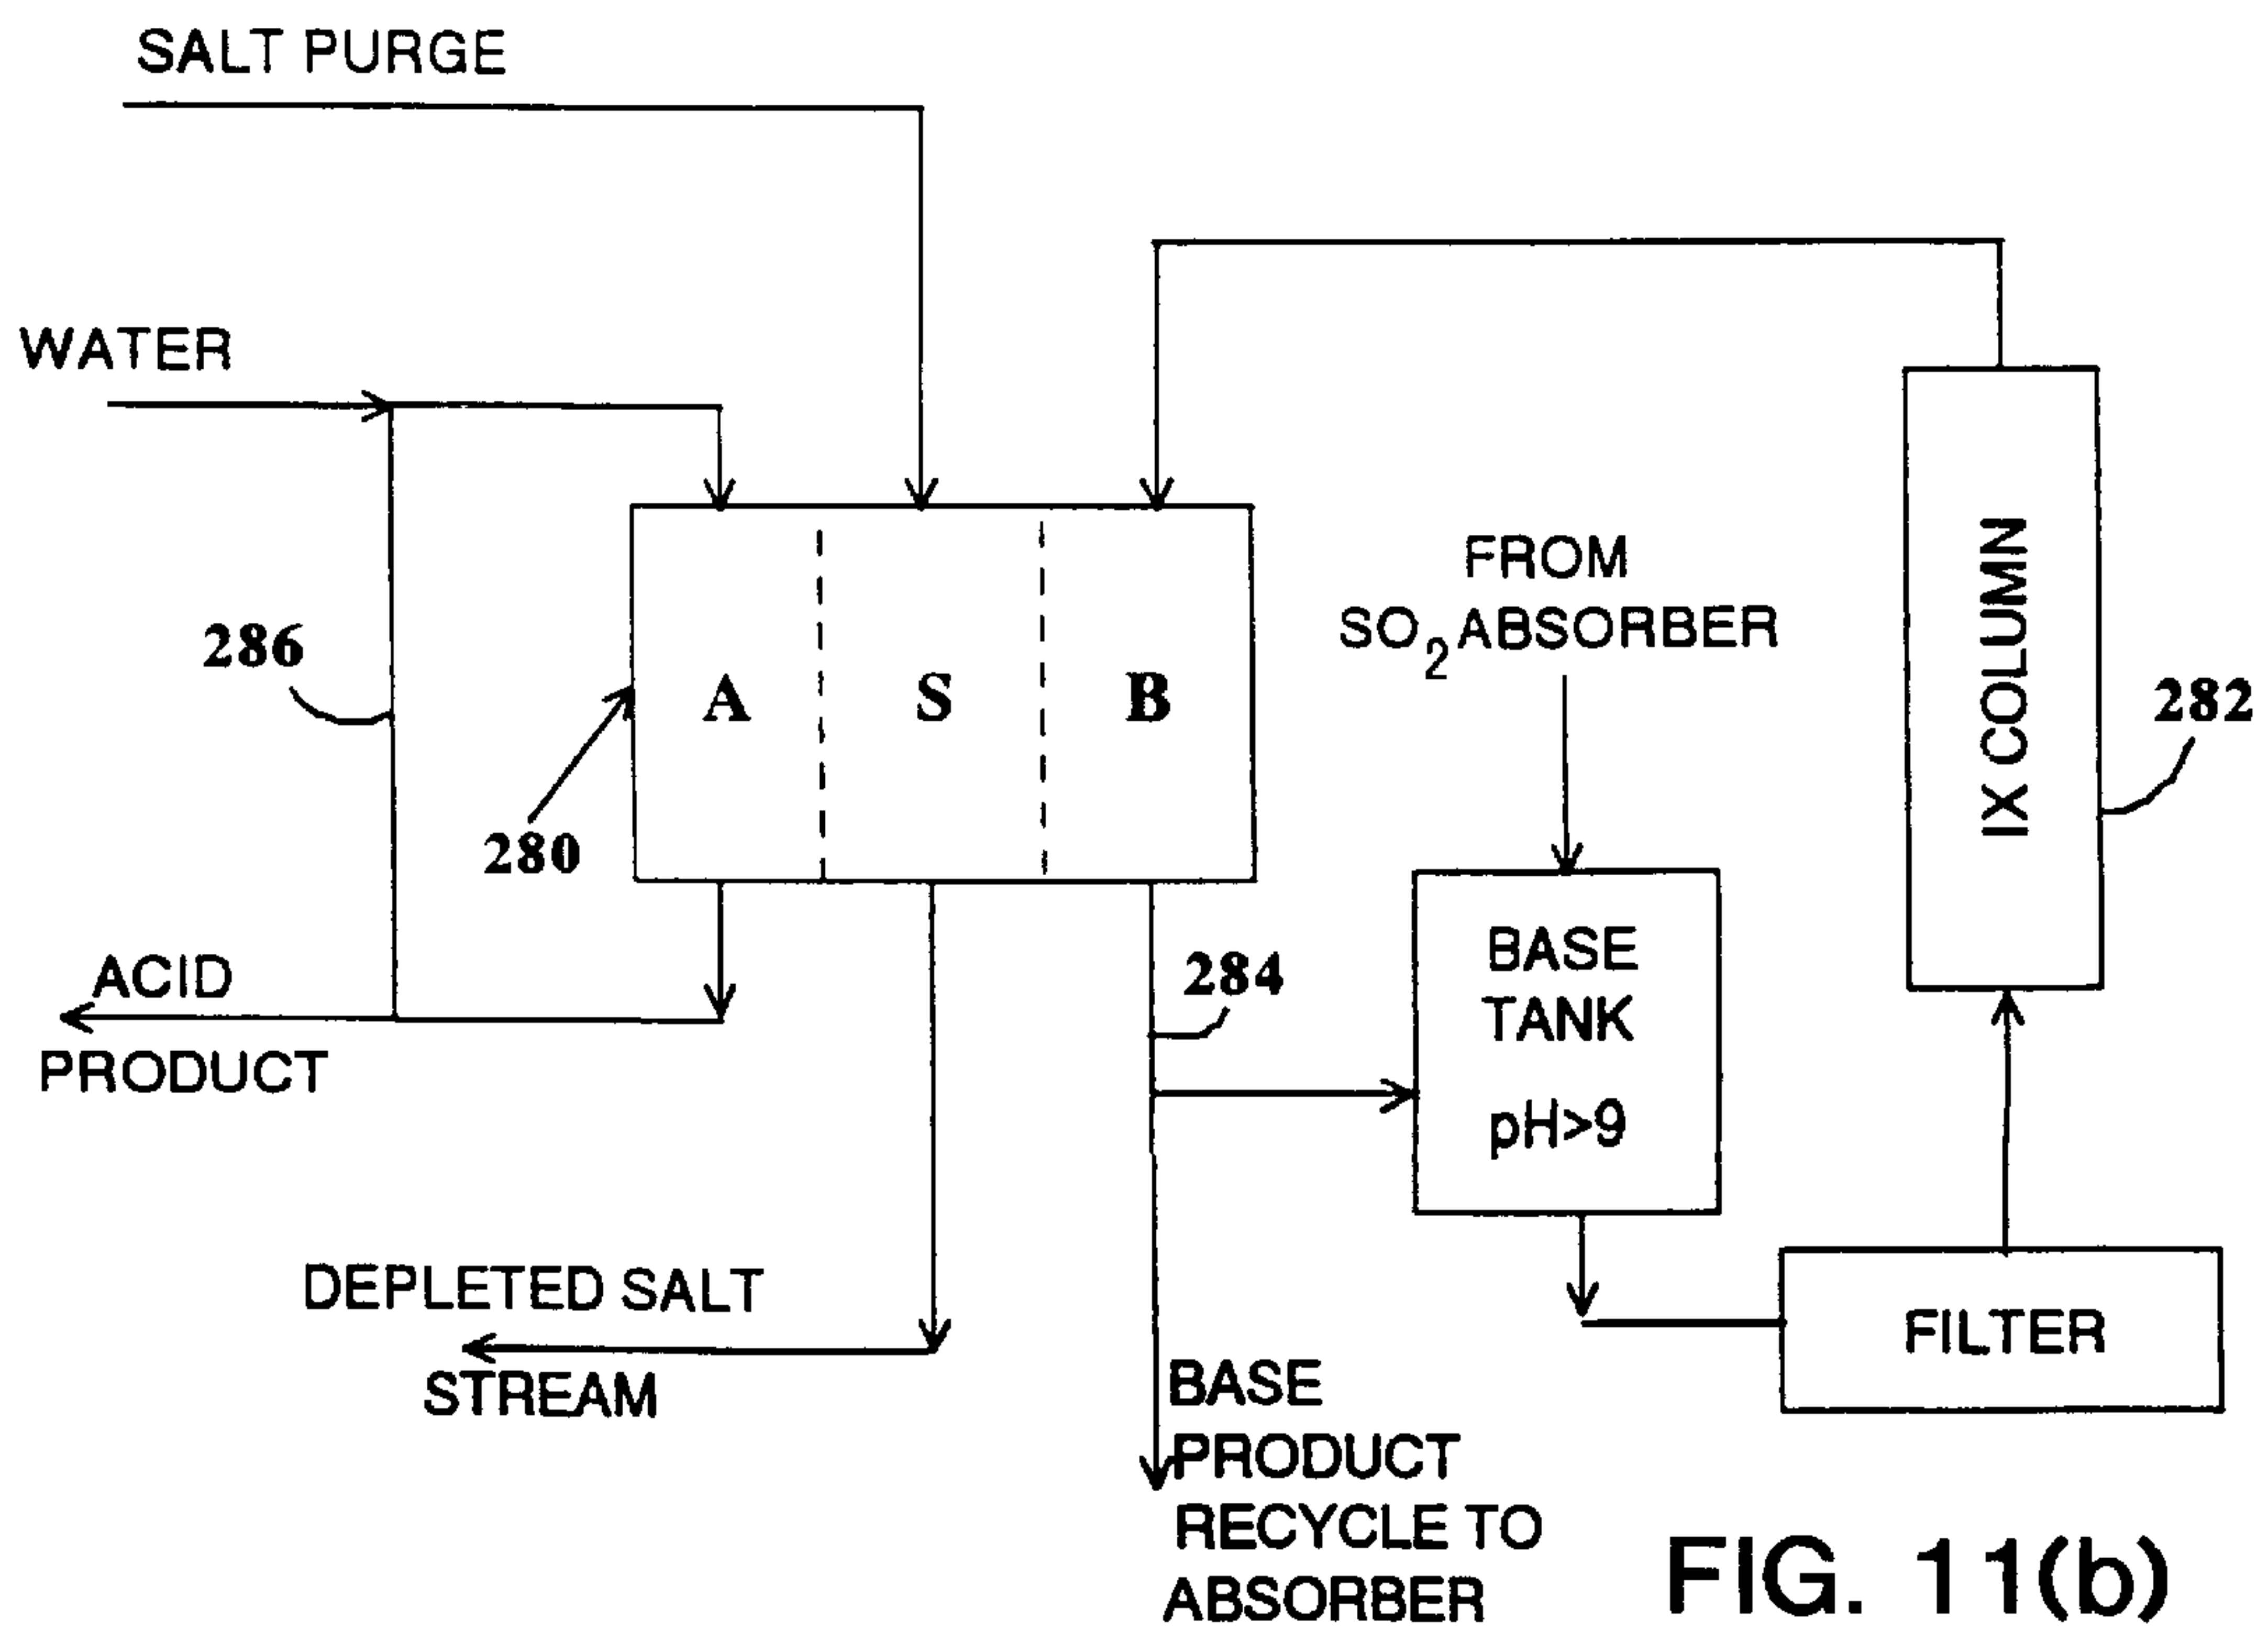 SALT PURGE
WATER
286
280
A
S
B
FROM
SO2 ABSORBER
IX COLUMN
282
ACID
PRODUCT
284
BASE
TANK
pH>9
DEPLETED SALT
STREAM
FILTER
BASE
PRODUCT
RECYCLE TO
ABSORBER
FIG. 11(b)